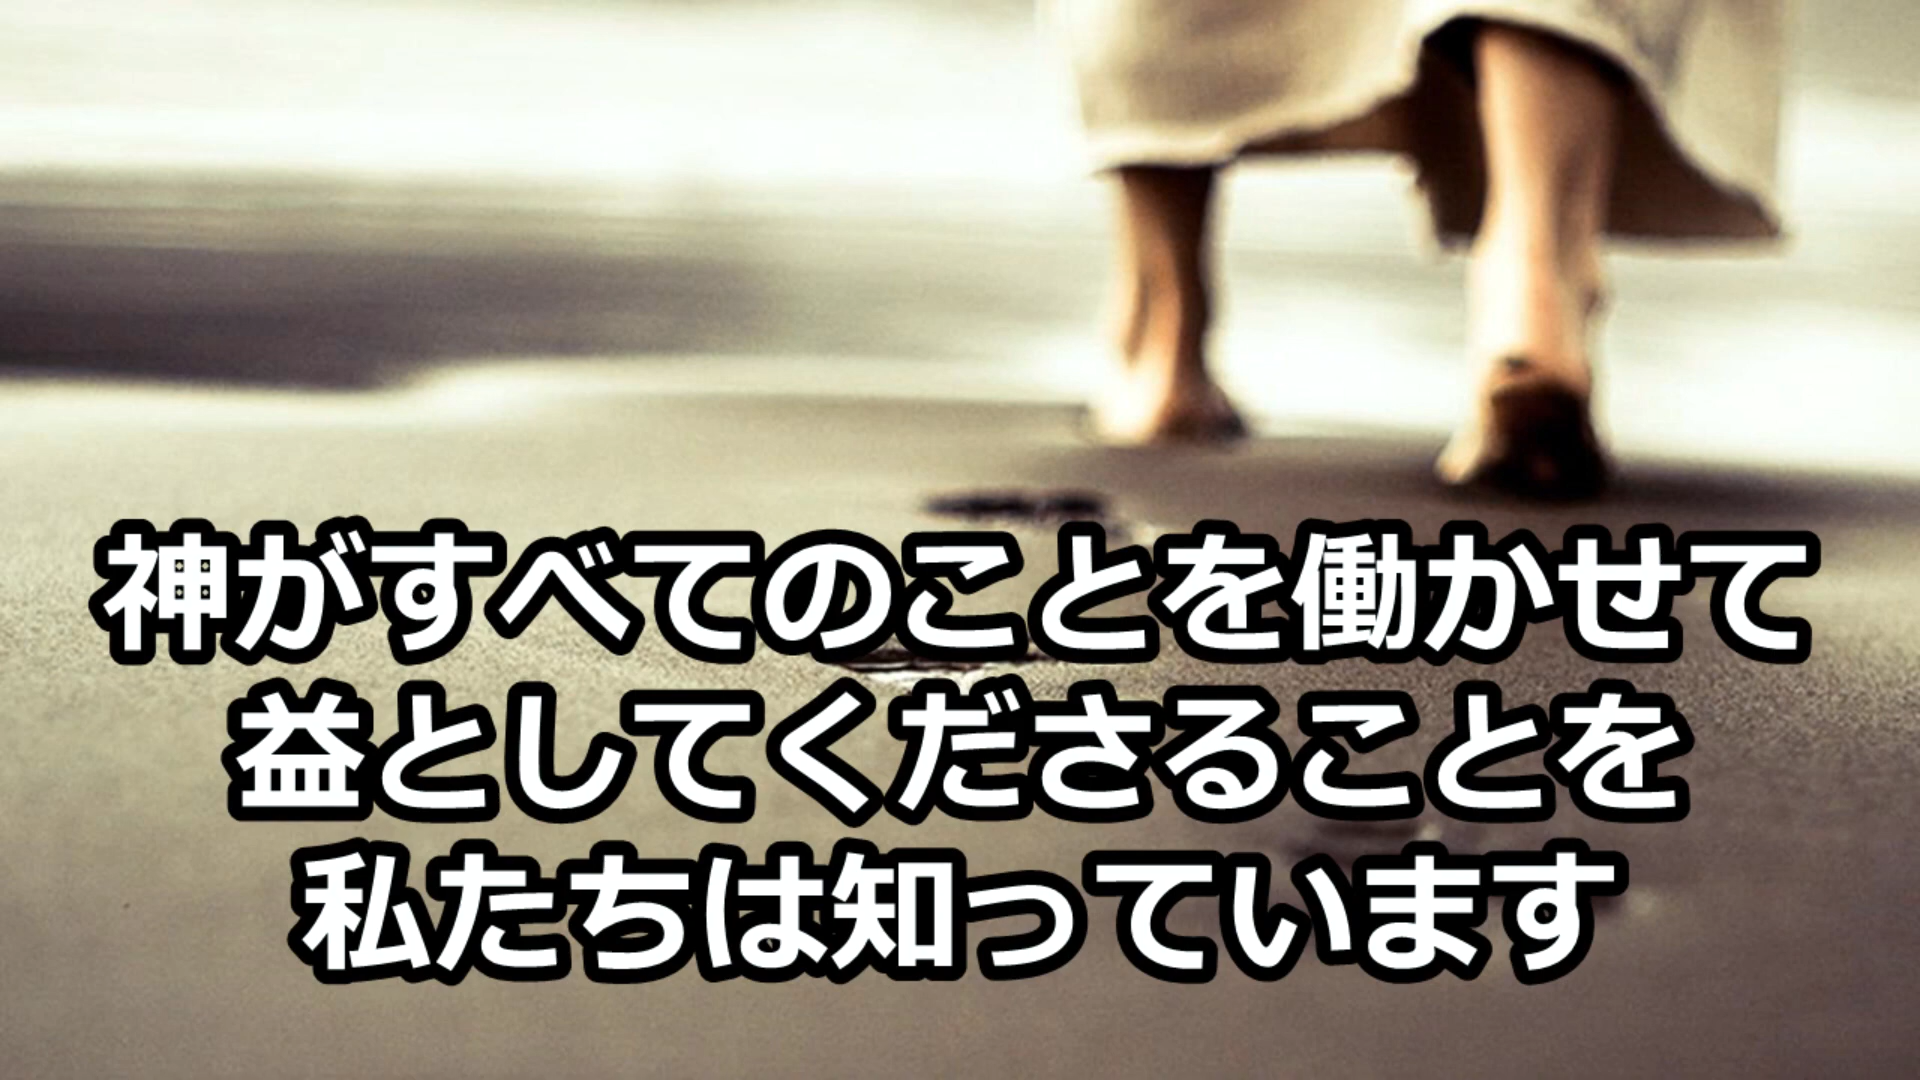 神がすべてのことを働かせて
益としてくださることを
私たちは知っています